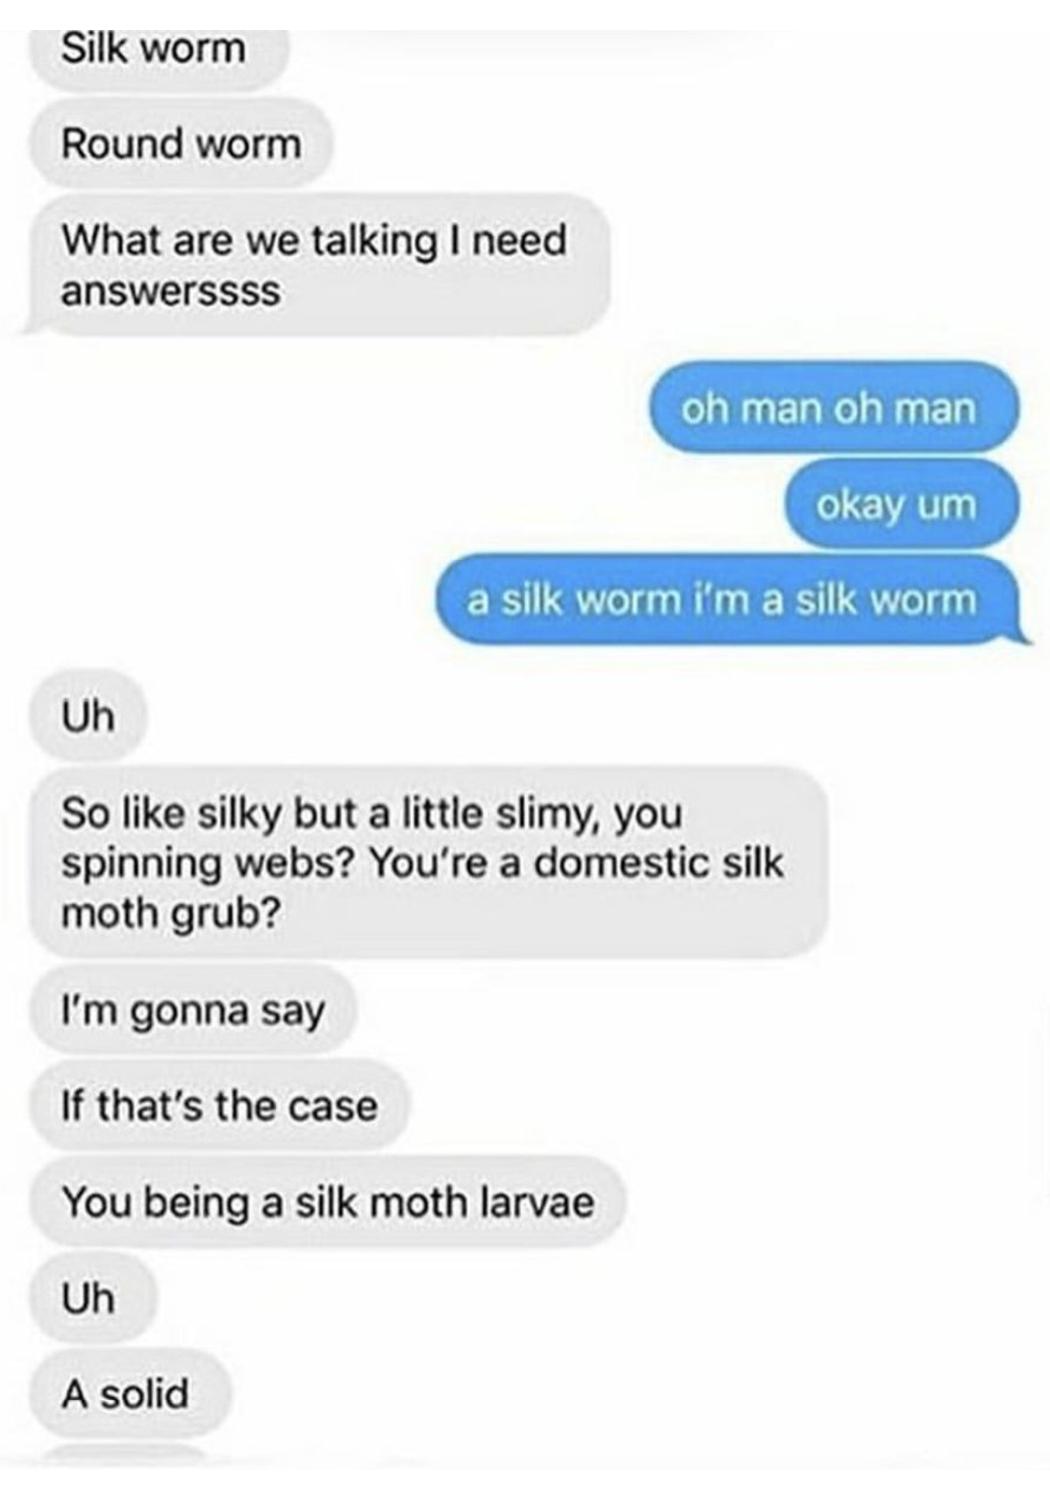 Silk worm
Round worm
What are we talking I need
answerssss
oh man oh man
okay um
a silk worm i'm a silk worm
Uh
So like silky but a little slimy, you
spinning webs? You're a domestic silk
moth grub?
I'm gonna say
If that's the case
You being a silk moth larvae
Uh
A solid